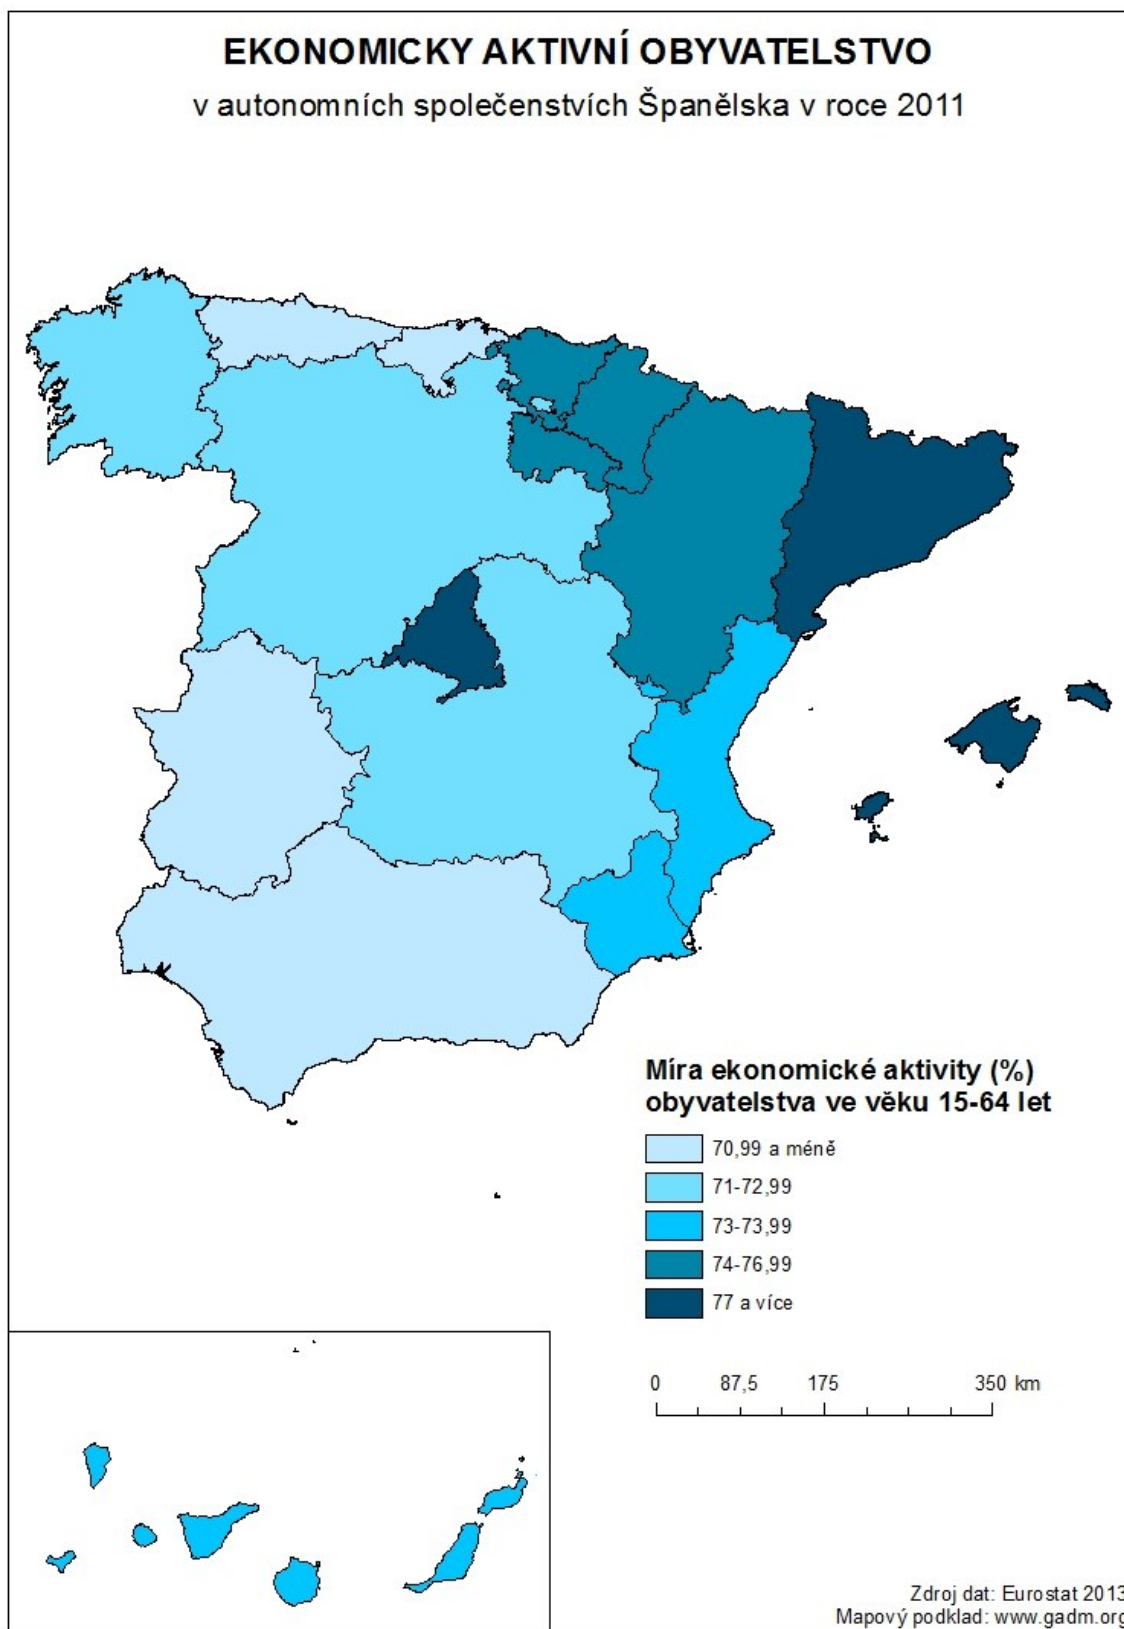 EKONOMICKY AKTIVNÍ OBYVATELSTVO
v autonomních společenstvích Španělska v roce 2011
Míra ekonomické aktivity (%)
obyvatelstva ve věku 15-64 let
70,99 a méně
71-72,99
73-73,99
74-76,99
77 a více
0 87,5 175 350 km
Zdroj dat: Eurostat 2013
Mapový podklad: www.gadm.org